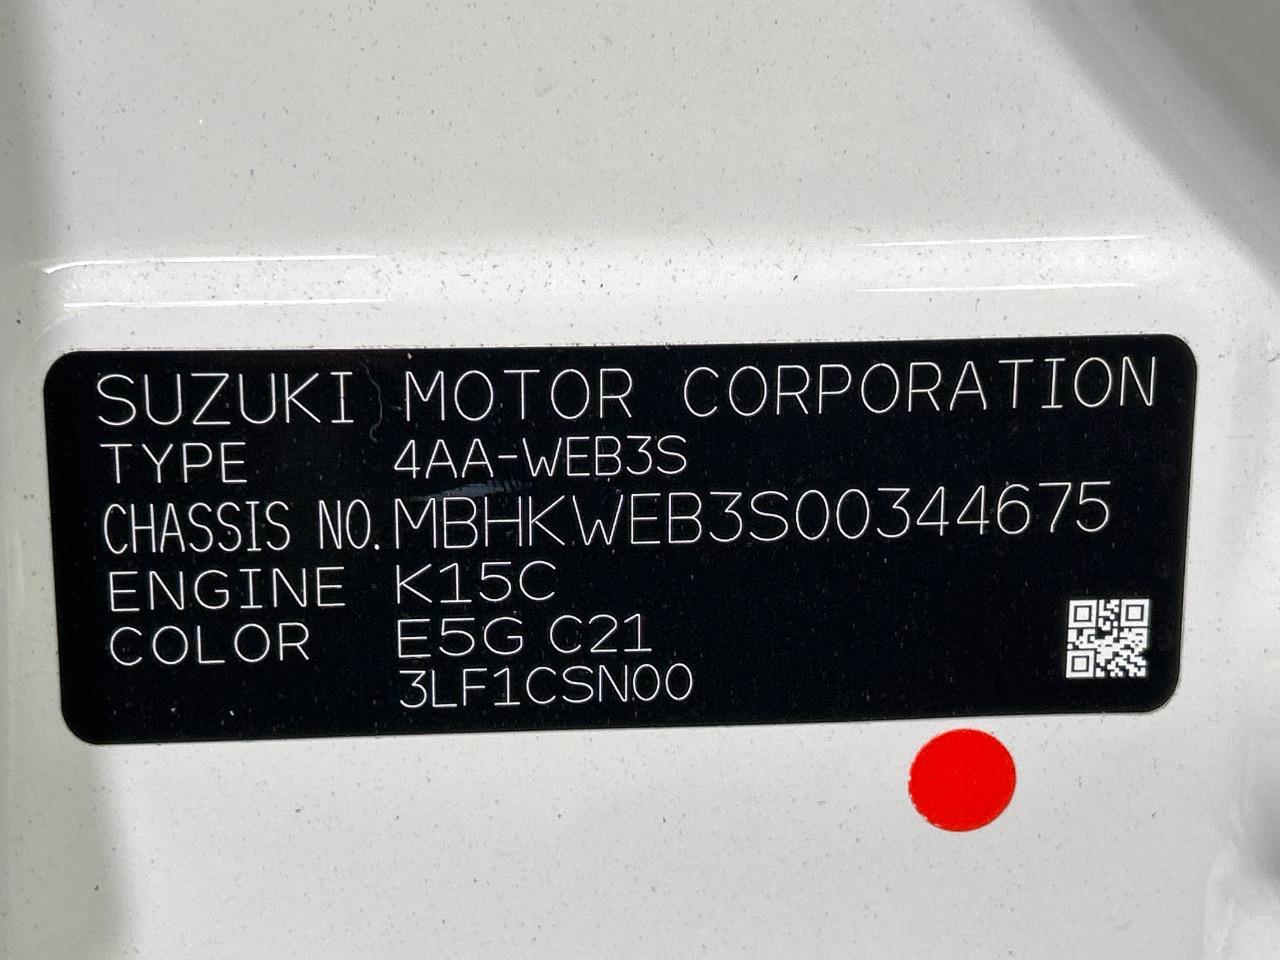 SUZUKI MOTOR CORPORATION
TYPE 4AA-WEB3S
CHASSIS NO. MBHKWEB3S00344675
ENGINE K15C
COLOR E5G C21
3LF1CSN00